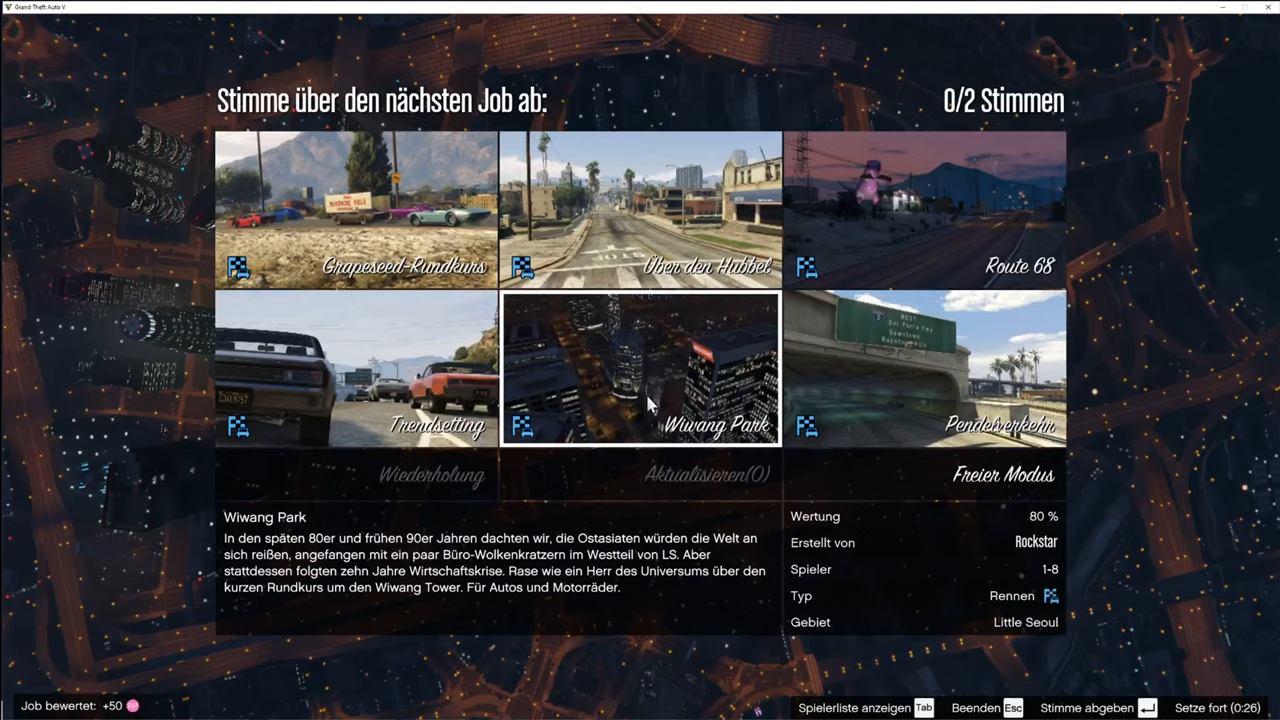 Grand Theft Auto V
Stimme über den nächsten Job ab:
0/2 Stimmen
Grapeseed-Rundkurs
Über den Hubbel
Route 68
Trendsetting
Wiwang Park
Pendelverkehr
Wiederholung
Aktualisieren(0)
Freier Modus
Wiwang Park
In den späten 80er und frühen 90er Jahren dachten wir, die Ostasiaten würden die Welt an
sich reißen, angefangen mit ein paar Büro-Wolkenkratzern im Westteil von LS. Aber
stattdessen folgten zehn Jahre Wirtschaftskrise. Rase wie ein Herr des Universums über den
kurzen Rundkurs um den Wiwang Tower. Für Autos und Motorräder.
Wertung 80 %
Erstellt von Rockstar
Spieler 1-8
Typ Rennen
Gebiet Little Seoul
Job bewertet: +50 RP
Spielerliste anzeigen Tab Beenden Esc Stimme abgeben Setze fort (0:26)